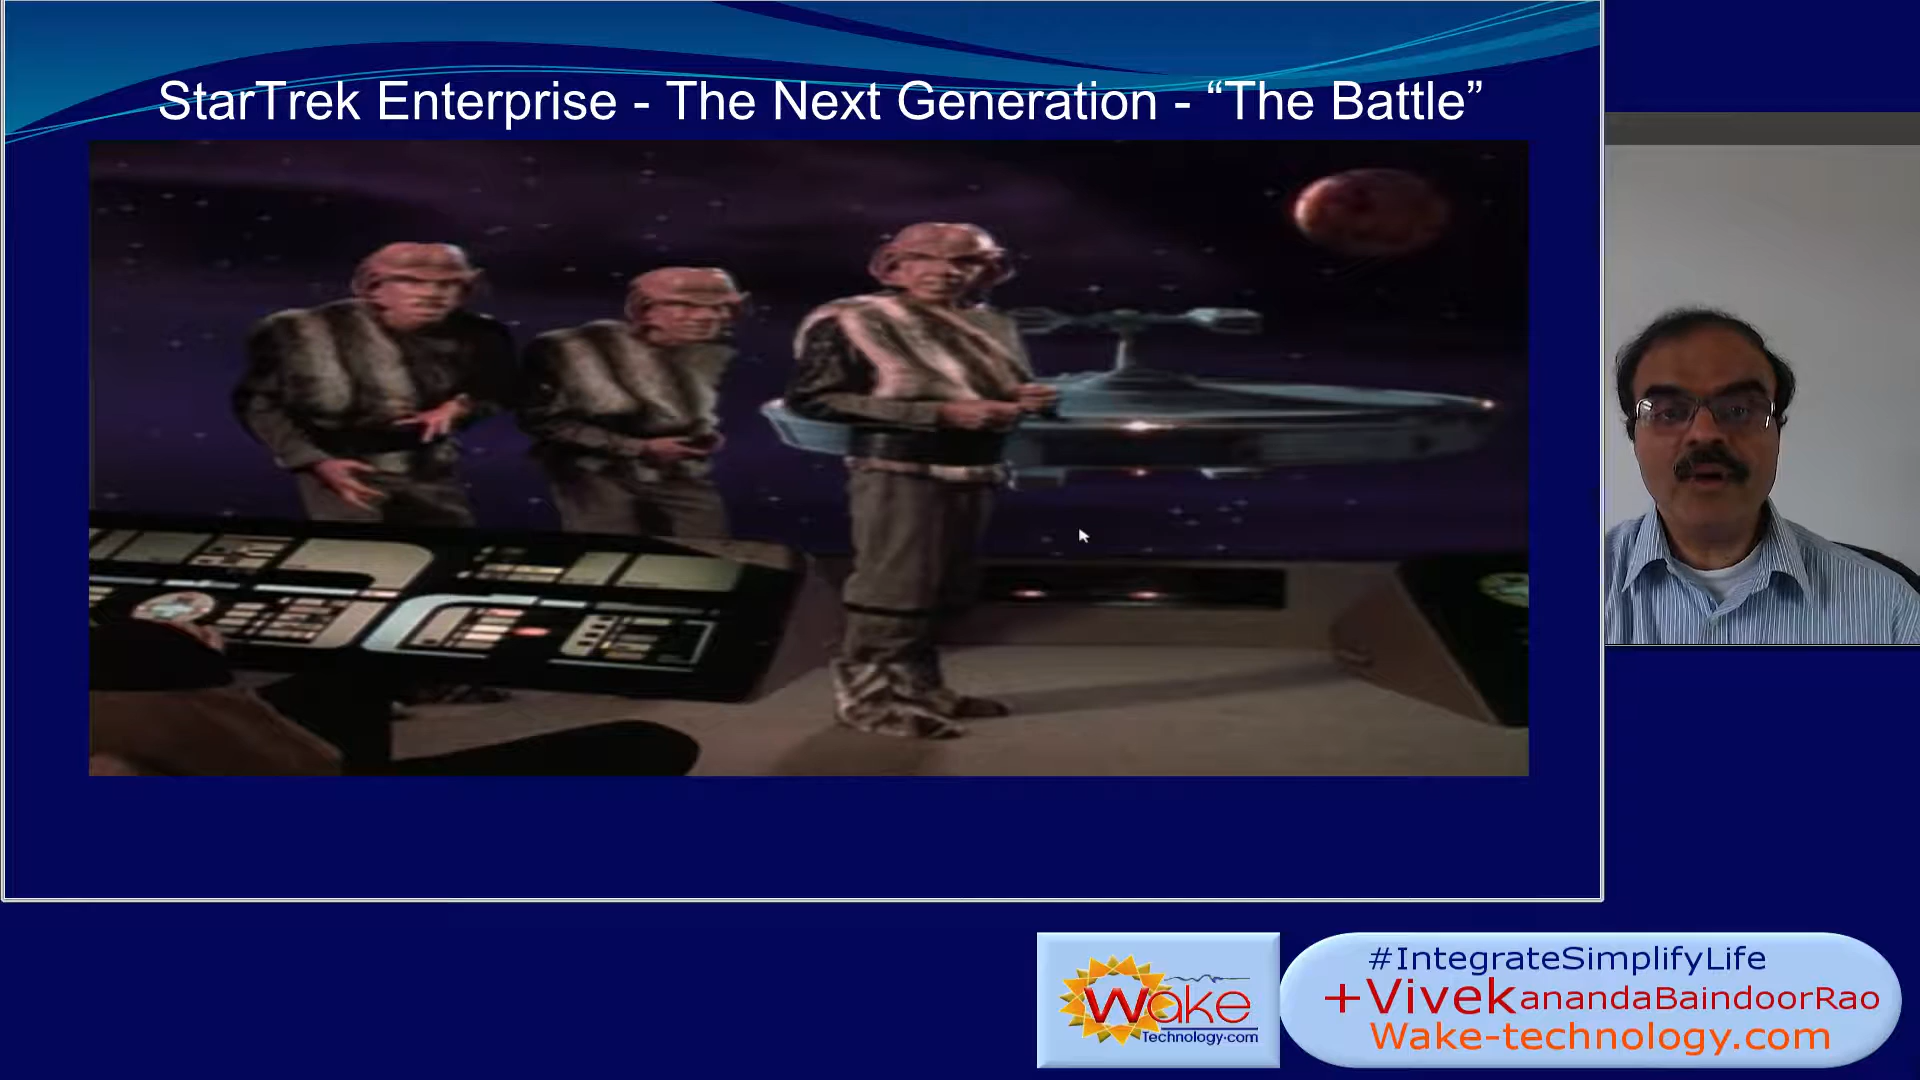 StarTrek Enterprise - The Next Generation - “The Battle”
#IntegrateSimplifyLife
+VivekanandaBaindoorRao
Wake-technology.com
Wake
Technology.com